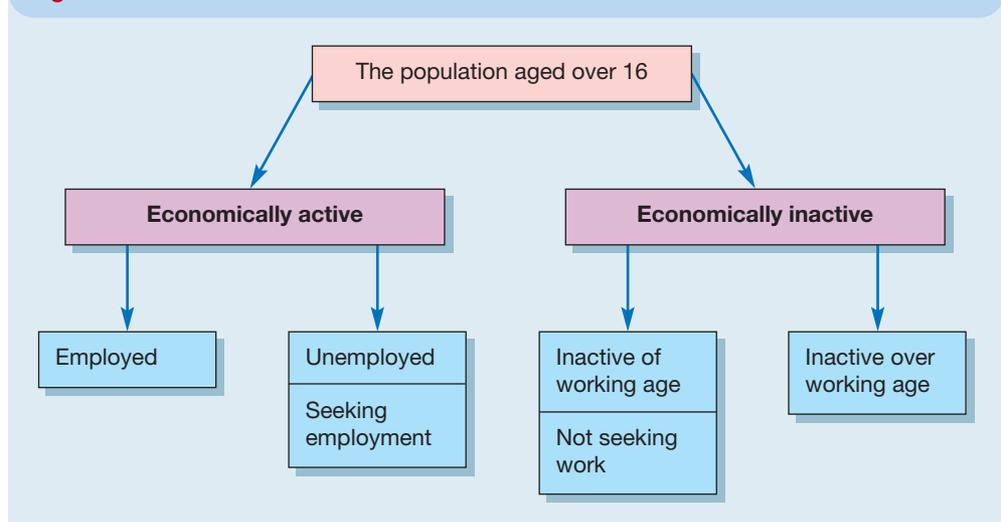 The population aged over 16
Economically active
Economically inactive
Employed
Unemployed
Seeking
employment
Inactive of
working age
Not seeking
work
Inactive over
working age